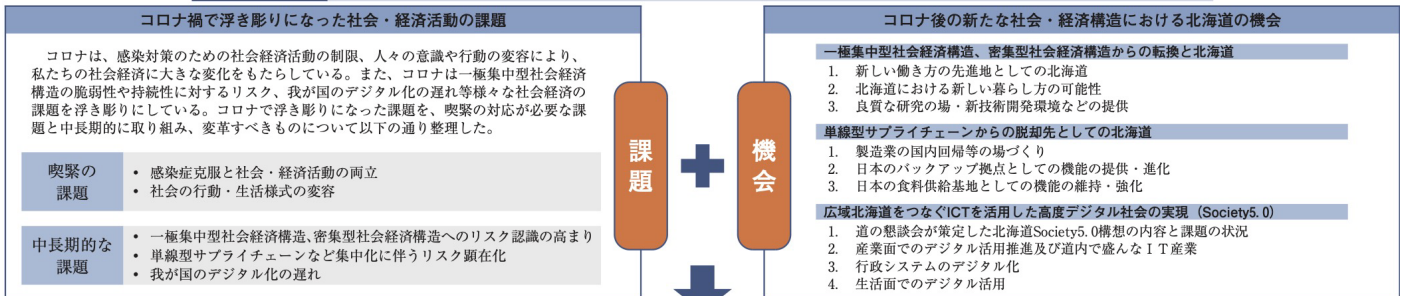 コロナ禍で浮き彫りになった社会・経済活動の課題
コロナは、感染対策のための社会経済活動の制限、人々の意識や行動の変容により、
私たちの社会経済に大きな変化をもたらしている。また、コロナは一極集中型社会経済
構造の脆弱性や持続性に対するリスク、我が国のデジタル化の遅れ等様々な社会経済の
課題を浮き彫りにしている。コロナで浮き彫りになった課題を、喫緊の対応が必要な課
題と中長期的に取り組み、変革すべきものについて以下の通り整理した。
喫緊の
課題
• 感染症克服と社会・経済活動の両立
• 社会の行動・生活様式の変容
中長期的な
課題
• 一極集中型社会経済構造、密集型社会経済構造へのリスク認識の高まり
• 単線型サプライチェーンなど集中化に伴うリスク顕在化
• 我が国のデジタル化の遅れ
課題
機会
コロナ後の新たな社会・経済構造における北海道の機会
一極集中型社会経済構造、密集型社会経済構造からの転換と北海道
1. 新しい働き方の先進地としての北海道
2. 北海道における新しい暮らし方の可能性
3. 良質な研究の場・新技術開発環境などの提供
単線型サプライチェーンからの脱却先としての北海道
1. 製造業の国内回帰等の場づくり
2. 日本のバックアップ拠点としての機能の提供・進化
3. 日本の食料供給基地としての機能の維持・強化
広域北海道をつなぐICTを活用した高度デジタル社会の実現（Society5.0）
1. 道の懇談会が策定した北海道Society5.0構想の内容と課題の状況
2. 産業面でのデジタル活用推進及び道内で盛んなＩＴ産業
3. 行政システムのデジタル化
4. 生活面でのデジタル活用